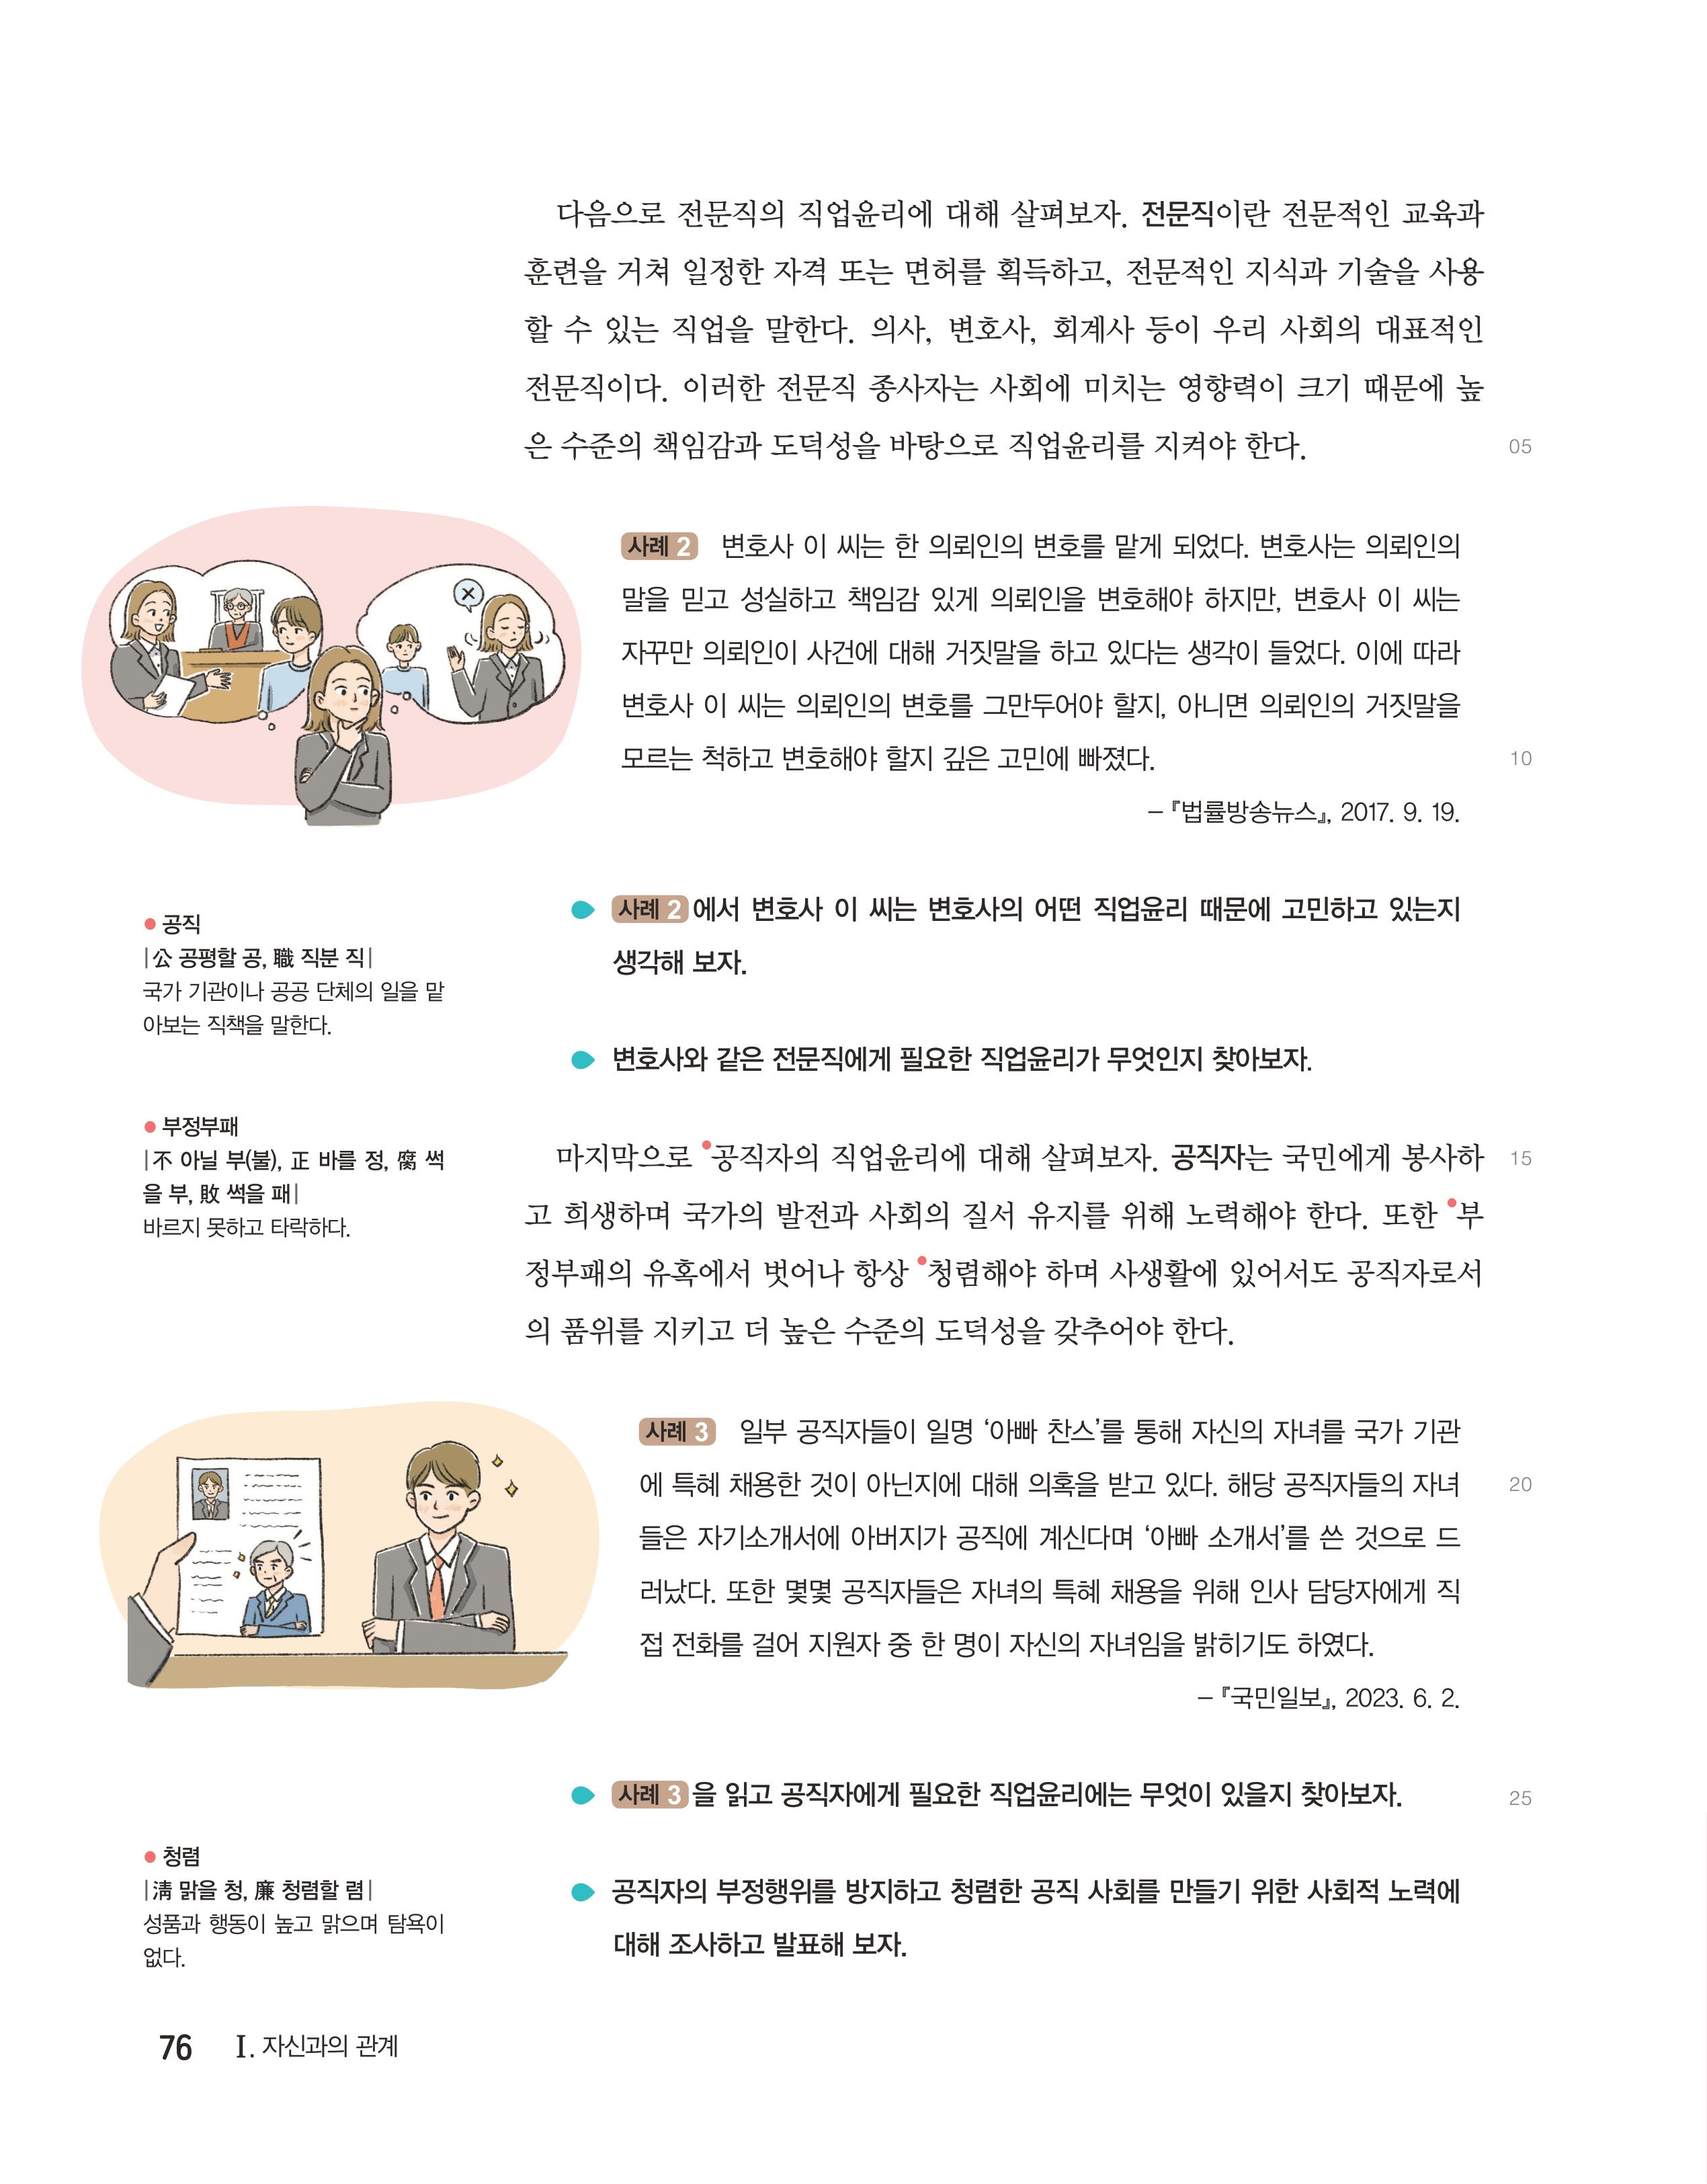 다음으로 전문직의 직업윤리에 대해 살펴보자. 전문직이란 전문적인 교육과
훈련을 거쳐 일정한 자격 또는 면허를 획득하고, 전문적인 지식과 기술을 사용
할 수 있는 직업을 말한다. 의사, 변호사, 회계사 등이 우리 사회의 대표적인
전문직이다. 이러한 전문직 종사자는 사회에 미치는 영향력이 크기 때문에 높
은 수준의 책임감과 도덕성을 바탕으로 직업윤리를 지켜야 한다.
05
사례 2 변호사 이 씨는 한 의뢰인의 변호를 맡게 되었다. 변호사는 의뢰인의
말을 믿고 성실하고 책임감 있게 의뢰인을 변호해야 하지만, 변호사 이 씨는
자꾸만 의뢰인이 사건에 대해 거짓말을 하고 있다는 생각이 들었다. 이에 따라
변호사 이 씨는 의뢰인의 변호를 그만두어야 할지, 아니면 의뢰인의 거짓말을
모르는 척하고 변호해야 할지 깊은 고민에 빠졌다.
10
– 『법률방송뉴스』, 2017. 9. 19.
사례 2 에서 변호사 이 씨는 변호사의 어떤 직업윤리 때문에 고민하고 있는지
생각해 보자.
변호사와 같은 전문직에게 필요한 직업윤리가 무엇인지 찾아보자.
• 공직
|公 공평할 공, 職 직분 직|
국가 기관이나 공공 단체의 일을 맡
아보는 직책을 말한다.
• 부정부패
|不 아닐 부(불), 正 바를 정, 腐 썩
을 부, 敗 썩을 패|
바르지 못하고 타락하다.
마지막으로 •공직자의 직업윤리에 대해 살펴보자. 공직자는 국민에게 봉사하
15
고 희생하며 국가의 발전과 사회의 질서 유지를 위해 노력해야 한다. 또한 •부
정부패의 유혹에서 벗어나 항상 •청렴해야 하며 사생활에 있어서도 공직자로서
의 품위를 지키고 더 높은 수준의 도덕성을 갖추어야 한다.
사례 3 일부 공직자들이 일명 ‘아빠 찬스’를 통해 자신의 자녀를 국가 기관
에 특혜 채용한 것이 아닌지에 대해 의혹을 받고 있다. 해당 공직자들의 자녀
20
들은 자기소개서에 아버지가 공직에 계신다며 ‘아빠 소개서’를 쓴 것으로 드
러났다. 또한 몇몇 공직자들은 자녀의 특혜 채용을 위해 인사 담당자에게 직
접 전화를 걸어 지원자 중 한 명이 자신의 자녀임을 밝히기도 하였다.
– 『국민일보』, 2023. 6. 2.
사례 3 을 읽고 공직자에게 필요한 직업윤리에는 무엇이 있을지 찾아보자.
25
공직자의 부정행위를 방지하고 청렴한 공직 사회를 만들기 위한 사회적 노력에
대해 조사하고 발표해 보자.
• 청렴
|淸 맑을 청, 廉 청렴할 렴|
성품과 행동이 높고 맑으며 탐욕이
없다.
76 Ⅰ. 자신과의 관계